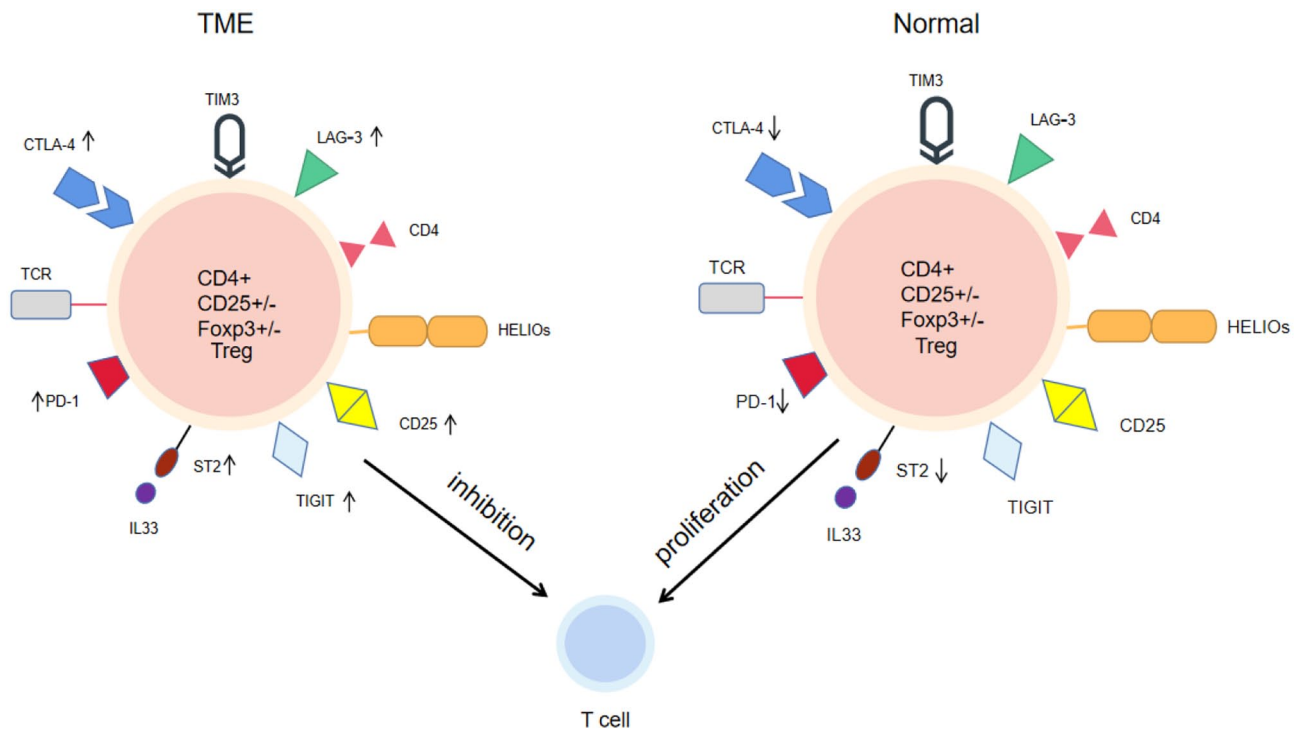 TME
Normal
TIM3
CTLA-4 ↑
LAG-3 ↑
CD4
TCR
CD4+
CD25+/-
Foxp3+/-
Treg
HELIOs
↑PD-1
CD25 ↑
ST2↑
TIGIT ↑
IL33
inhibition
TIM3
CTLA-4↓
LAG-3
CD4
TCR
CD4+
CD25+/-
Foxp3+/-
Treg
HELIOs
PD-1↓
CD25
ST2 ↓
TIGIT
IL33
proliferation
T cell